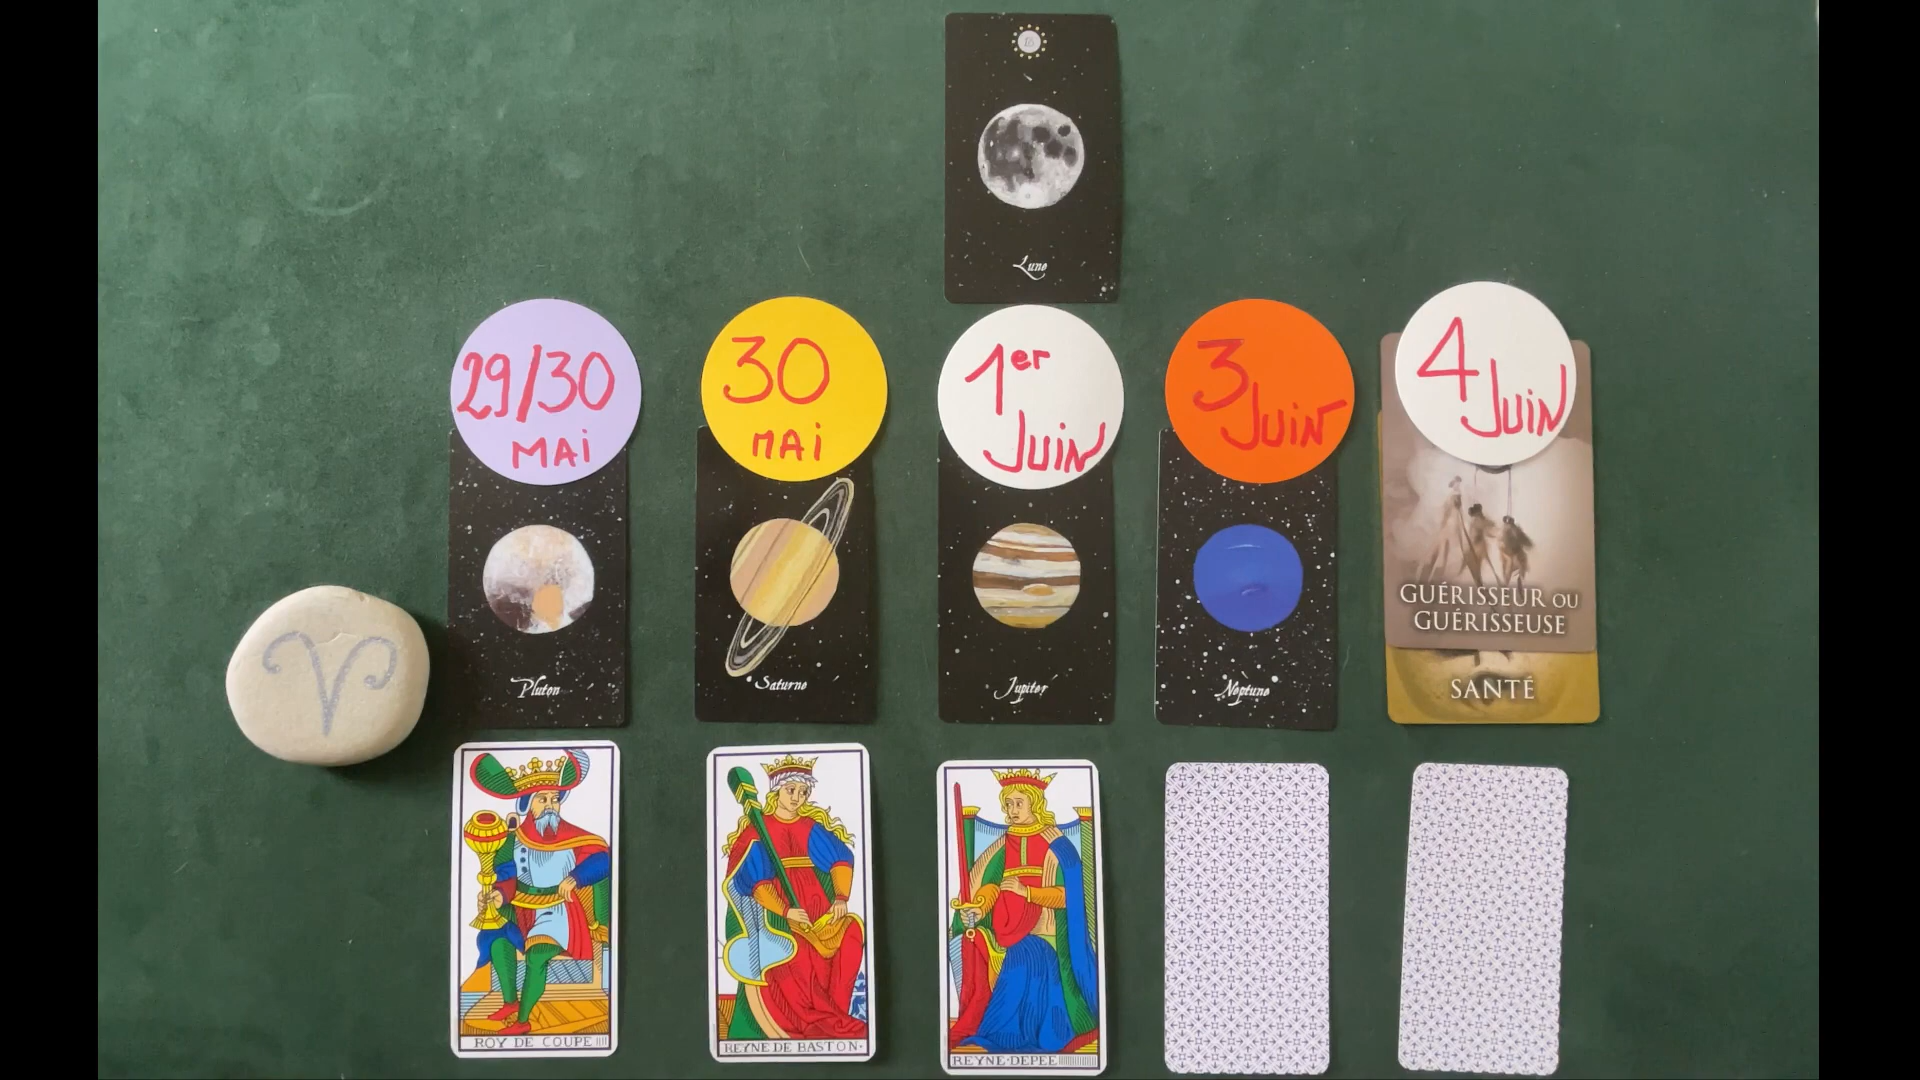 Lune
29/30
MAi
30
MAi
1er
JUiN
3
JUiN
4
JUiN
Pluton
Saturne
Jupiter
Neptune
GUÉRISSEUR OU
GUÉRISSEUSE
SANTÉ
ROY DE COUPE
REYNE DE BASTON·
REYNE·DEPEE